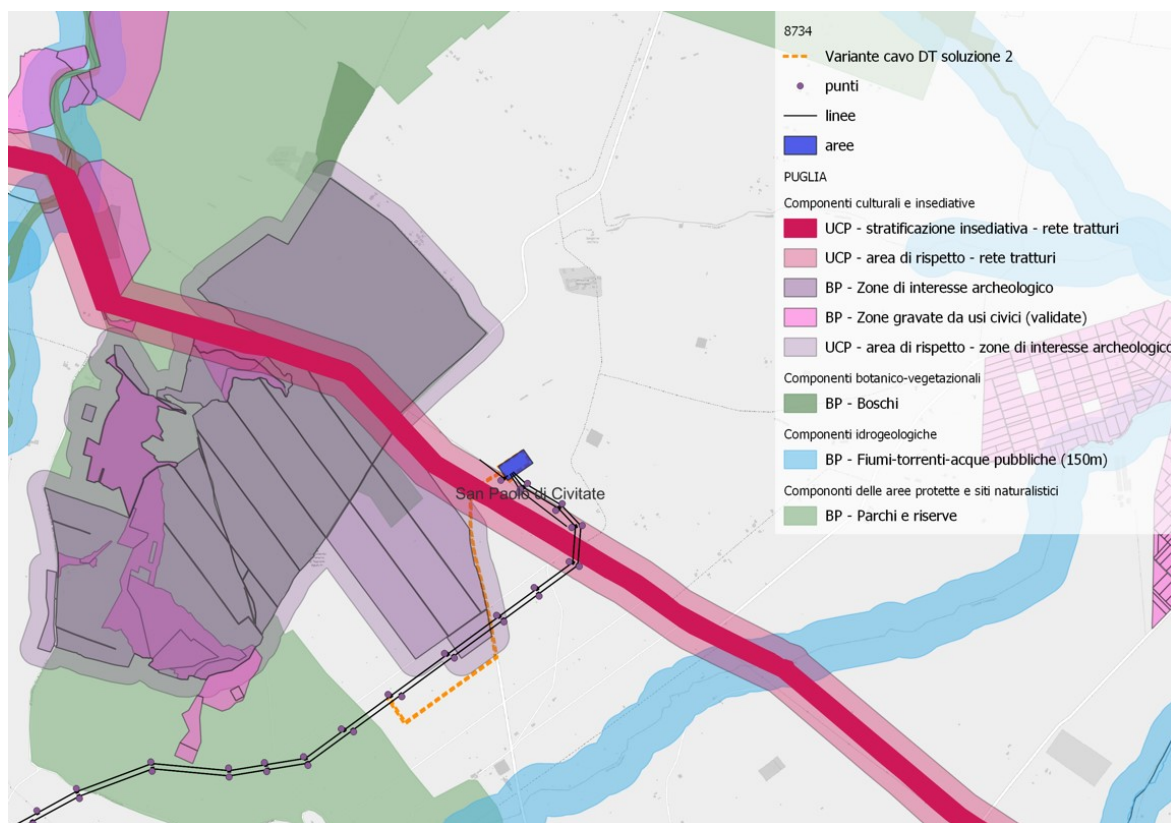 8734
Variante cavo DT soluzione 2
punti
linee
aree
PUGLIA
Componenti culturali e insediative
UCP - stratificazione insediativa - rete tratturi
UCP - area di rispetto - rete tratturi
BP - Zone di interesse archeologico
BP - Zone gravate da usi civici (validate)
UCP - area di rispetto - zone di interesse archeologico
Componenti botanico-vegetazionali
BP - Boschi
Componenti idrogeologiche
BP - Fiumi-torrenti-acque pubbliche (150m)
Compononti delle aree protette e siti naturalistici
BP - Parchi e riserve
San Paolo di Civitate